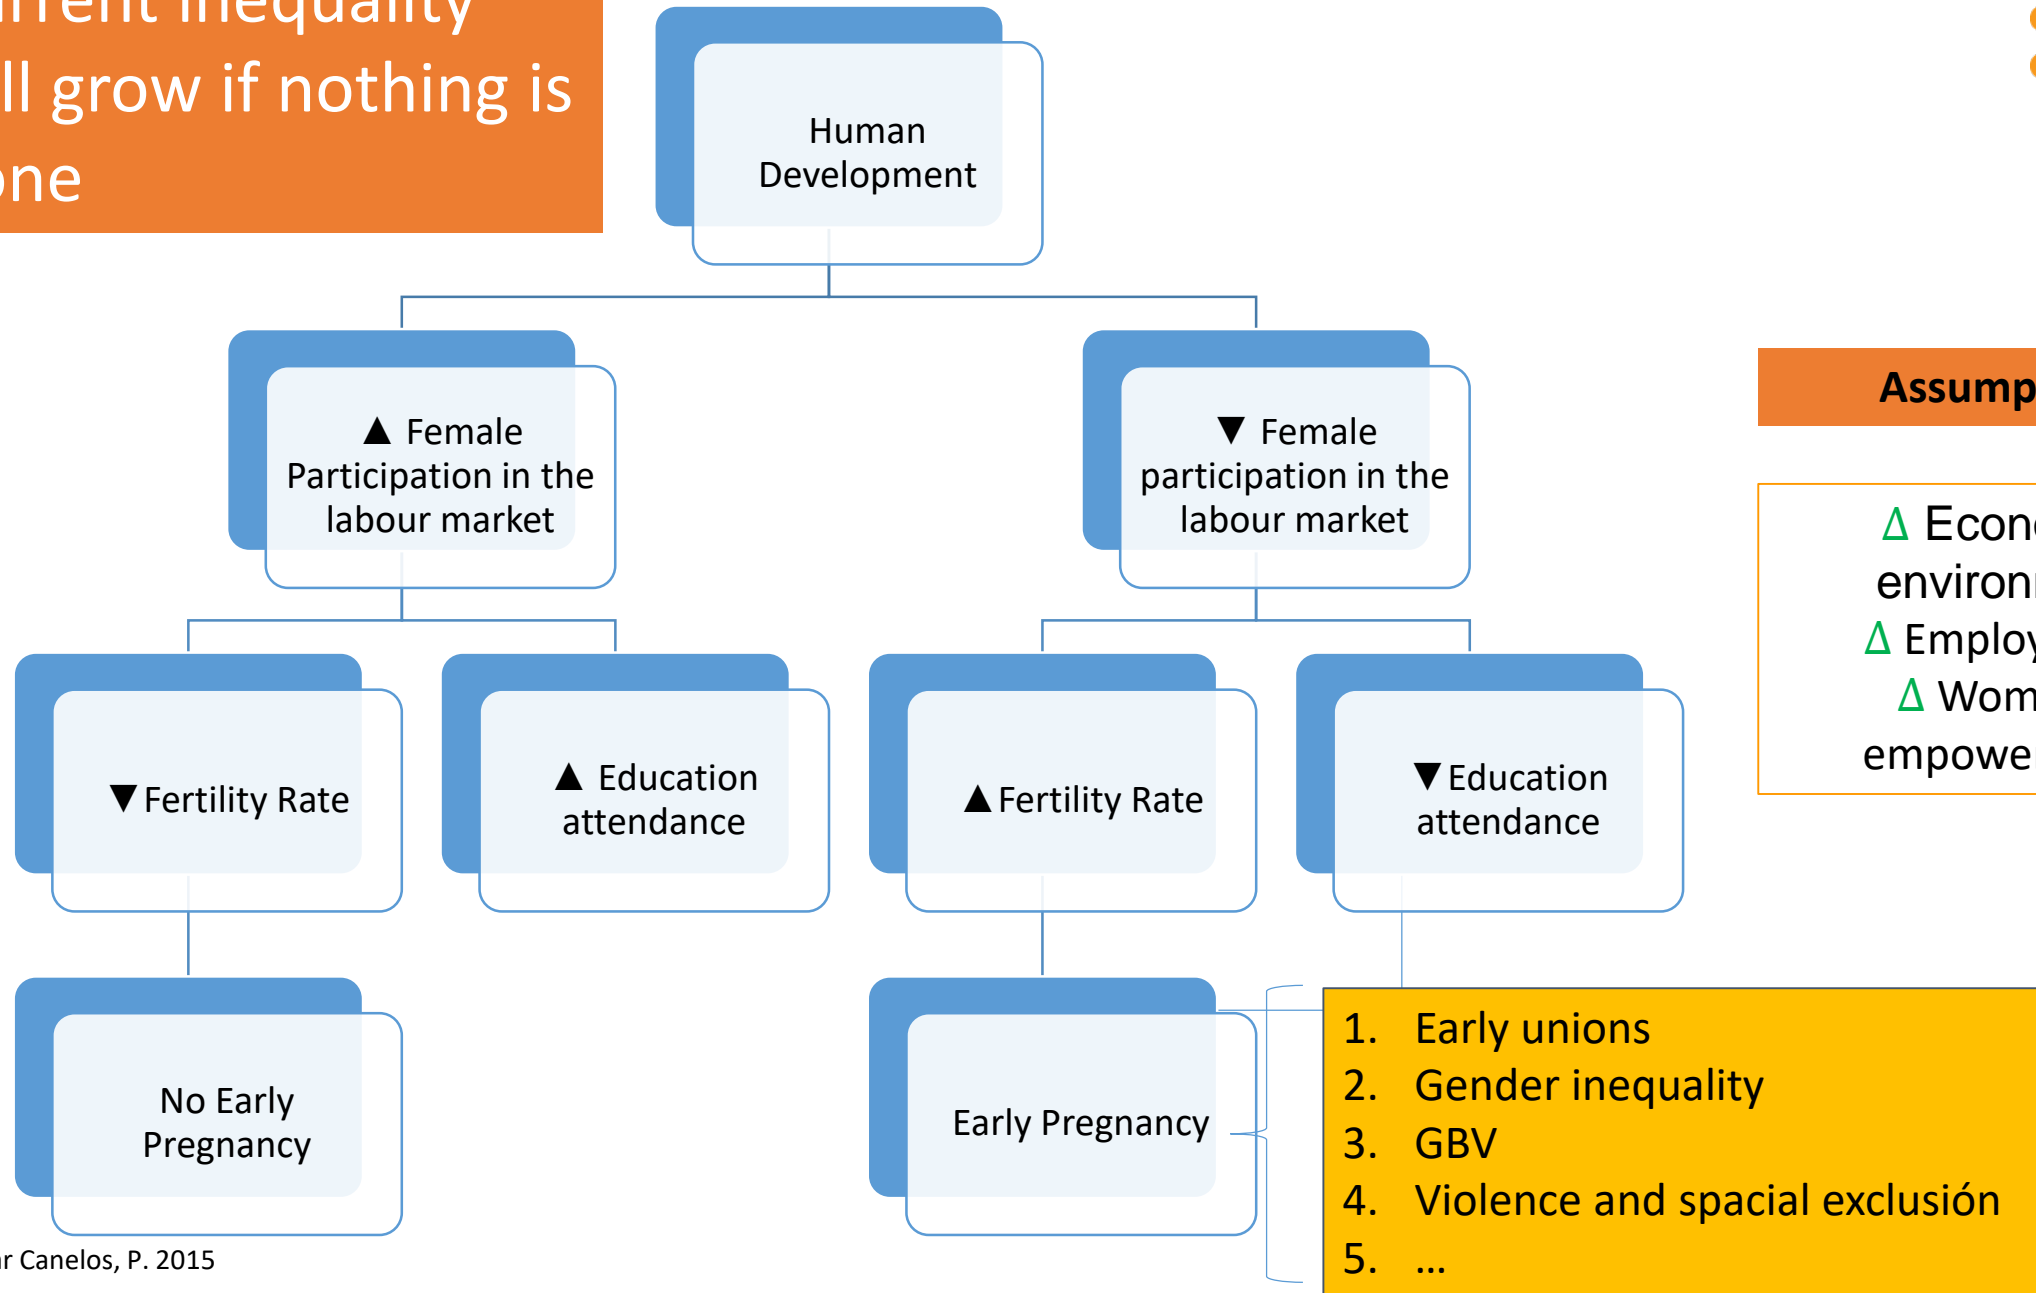 inequality
grow if nothing is
Human
Development
▲ Female
Participation in the
labour market
▼ Female
participation in the
labour market
▼Fertility Rate
▲ Education
attendance
▲Fertility Rate
▼Education
attendance
No Early
Pregnancy
Early Pregnancy
1. Early unions
2. Gender inequality
3. GBV
4. Violence and spacial exclusión
5. ...
Δ
Δ
Δ
Canelos, P. 2015